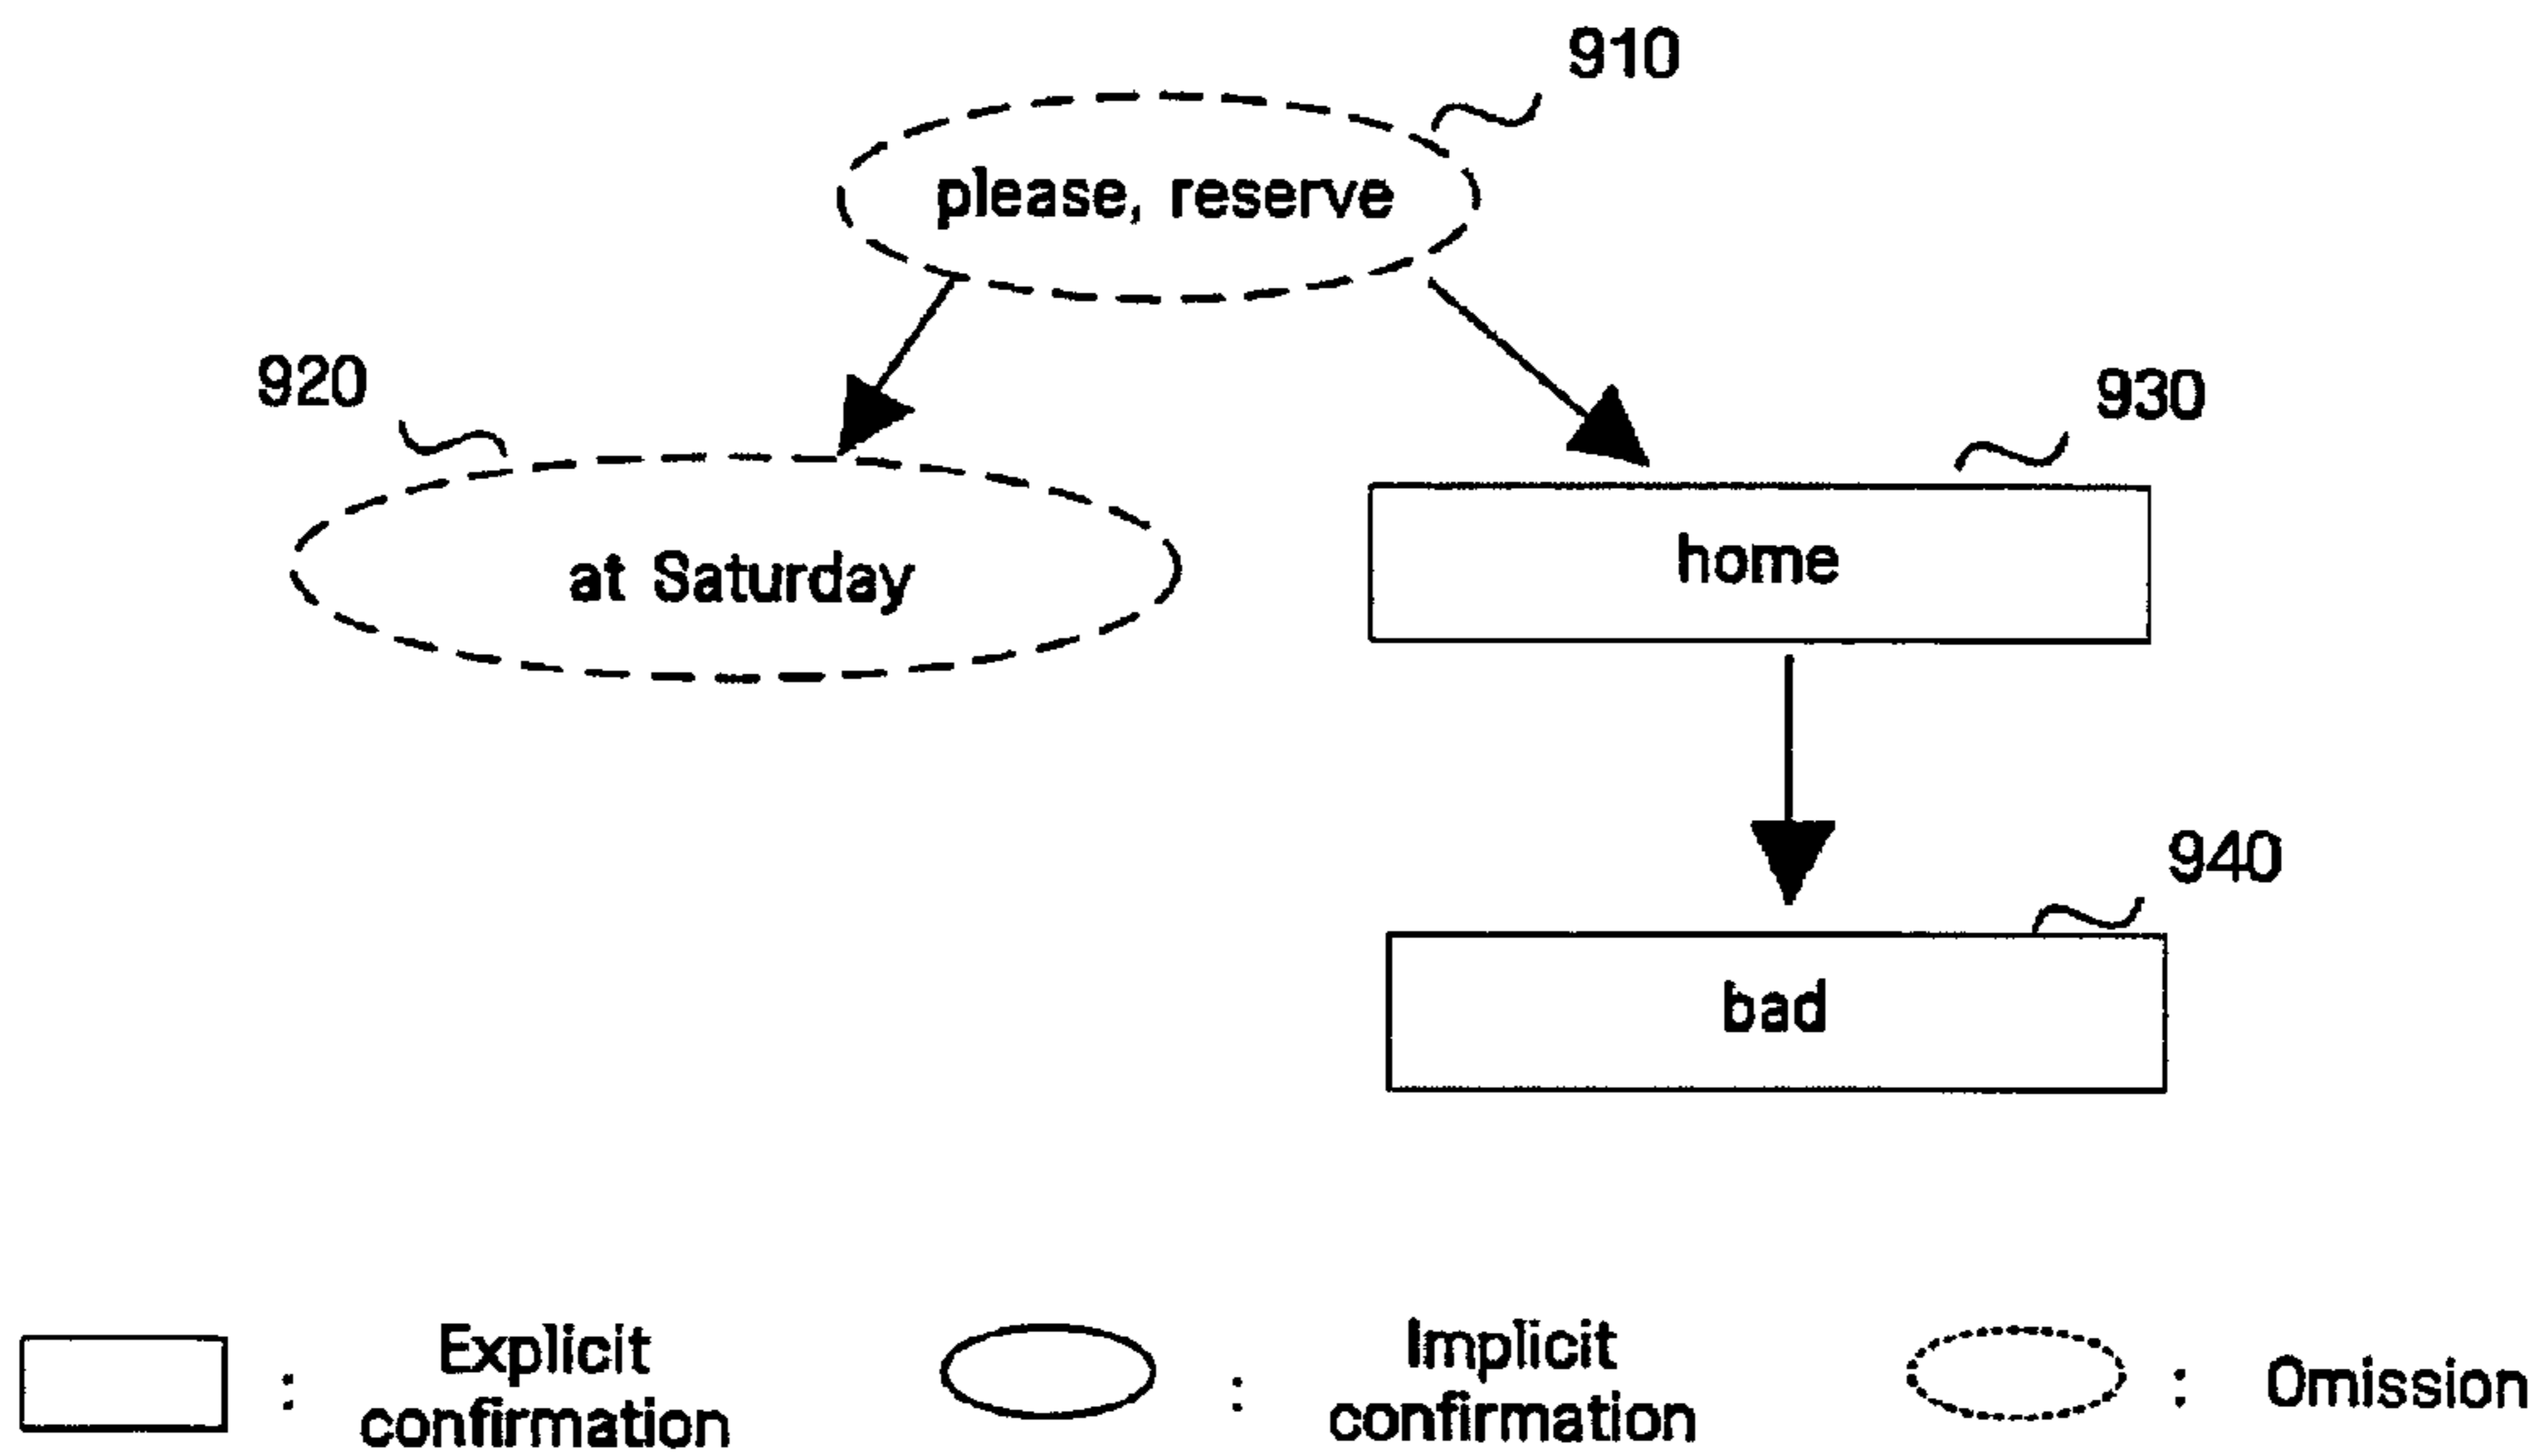 910
please, reserve
920
930
at Saturday
home
940
bad
: Explicit
confirmation
: Implicit
confirmation
: Omission